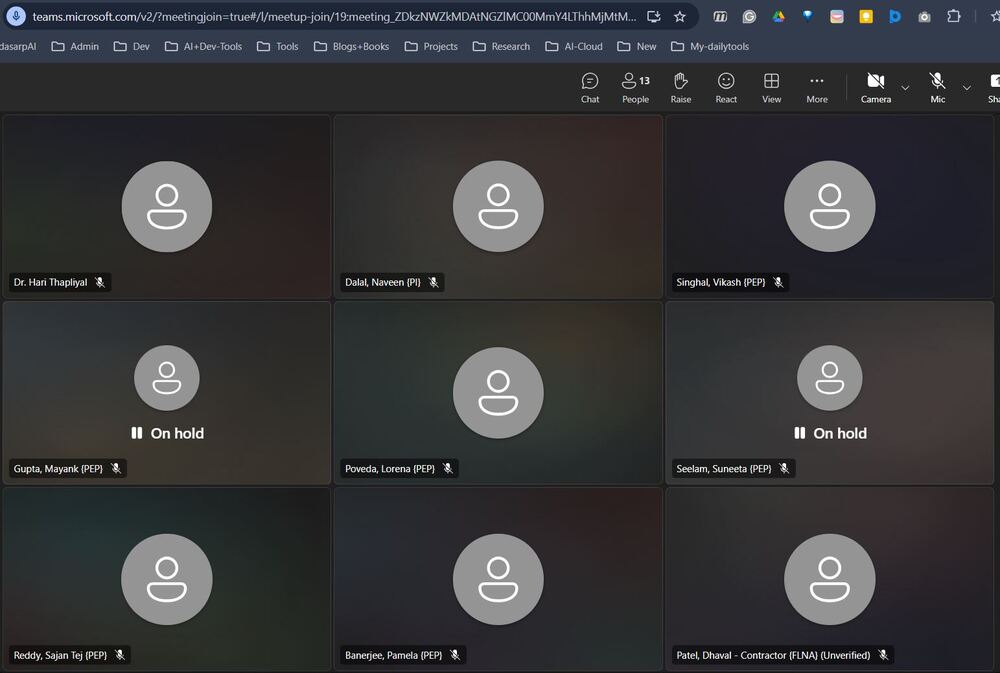 teams.microsoft.com/v2/?meetingjoin=true#/l/meetup-join/19:meeting_ZDkzNWZkMDAtNGZlMC00MmY4LThhMjMtM...
dasarpAI Admin Dev AI+Dev-Tools Tools Blogs+Books Projects Research AI-Cloud New My-dailytools
13
Chat People Raise React View More Camera Mic Sha
Dr. Hari Thapliyal
Dalal, Naveen {PI}
Singhal, Vikash {PEP}
On hold
Gupta, Mayank {PEP}
Poveda, Lorena {PEP}
On hold
Seelam, Suneeta {PEP}
Reddy, Sajan Tej {PEP}
Banerjee, Pamela {PEP}
Patel, Dhaval - Contractor {FLNA} (Unverified)